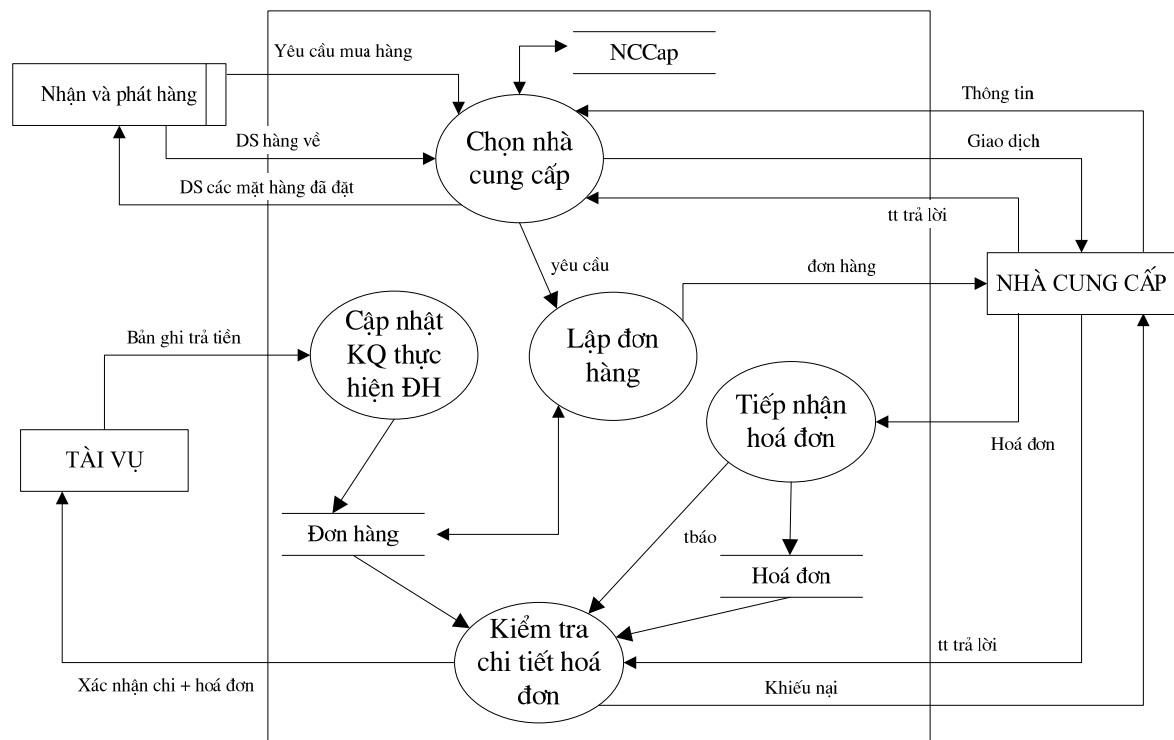 Yêu cầu mua hàng
NCCap
Nhận và phát hàng
Thông tin
Chọn nhà
cung cấp
DS hàng về
Giao dịch
DS các mặt hàng đã đặt
tt trả lời
yêu cầu
đơn hàng
NHÀ CUNG CẤP
Cập nhật
KQ thực
hiện ĐH
Lập đơn
hàng
Bản ghi trả tiền
Tiếp nhận
hoá đơn
Hoá đơn
TÀI VỤ
Đơn hàng
tbáo
Hoá đơn
Kiểm tra
chi tiết hoá
đơn
tt trả lời
Xác nhận chi + hoá đơn
Khiếu nại